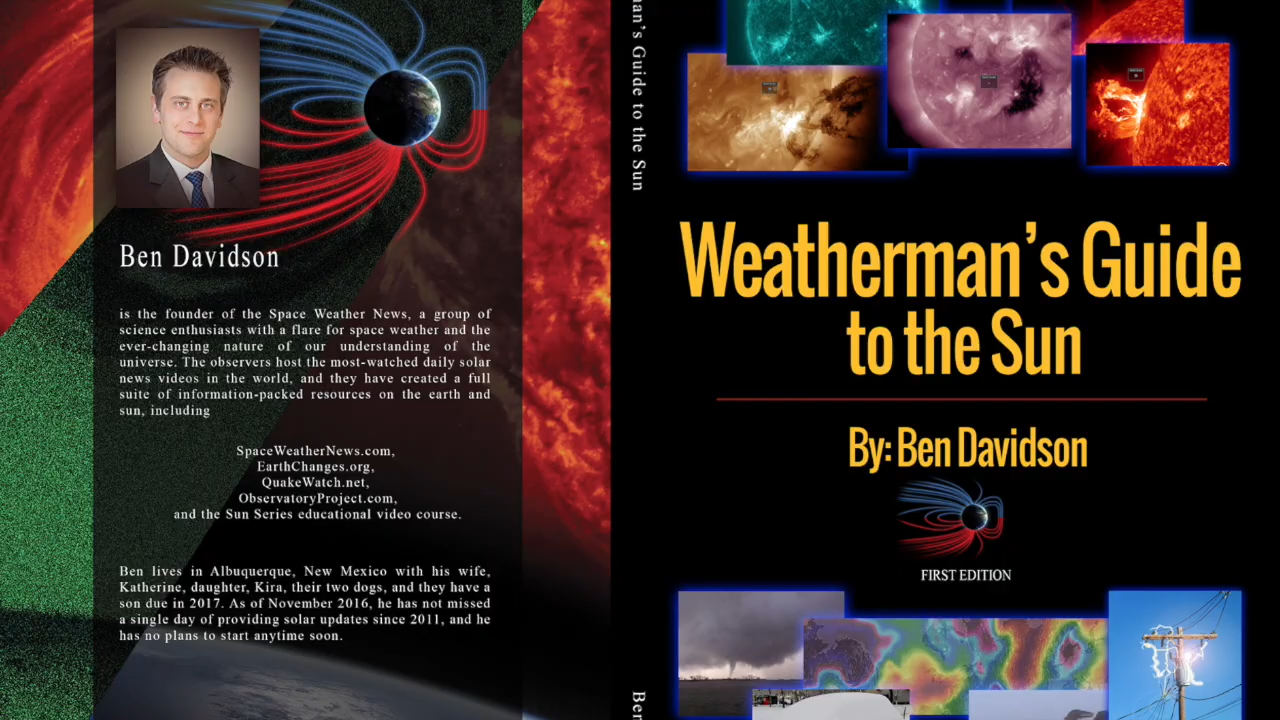 Ben Davidson
is the founder of the Space Weather News, a group of
science enthusiasts with a flare for space weather and the
ever-changing nature of our understanding of the
universe. The observers host the most-watched daily solar
news videos in the world, and they have created a full
suite of information-packed resources on the earth and
sun, including
SpaceWeatherNews.com,
EarthChanges.org,
QuakeWatch.net,
ObservatoryProject.com,
and the Sun Series educational video course.
Ben lives in Albuquerque, New Mexico with his wife,
Katherine, daughter, Kira, their two dogs, and they have a
son due in 2017. As of November 2016, he has not missed
a single day of providing solar updates since 2011, and he
has no plans to start anytime soon.
man's Guide to the Sun
Ben
Weatherman's Guide
to the Sun
By: Ben Davidson
FIRST EDITION